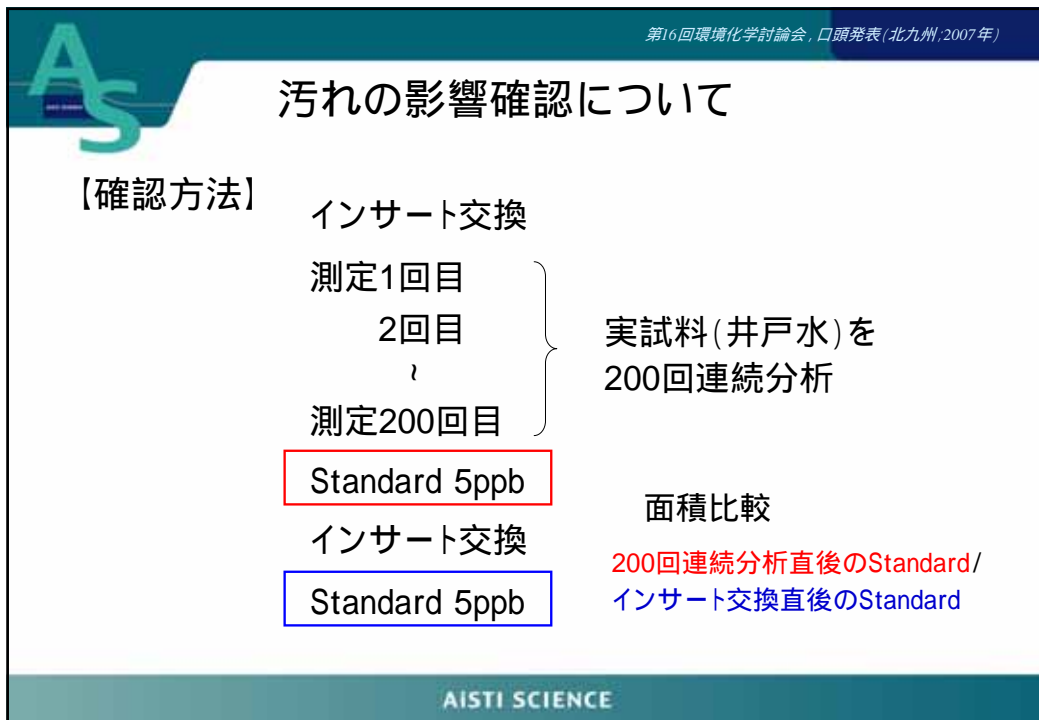 第16回環境化学討論会,口頭発表(北九州;2007年)
AS
汚れの影響確認について
【確認方法】
インサート交換
測定1回目
2回目
~
測定200回目
実試料(井戸水)を
200回連続分析
Standard 5ppb
インサート交換
Standard 5ppb
面積比較
200回連続分析直後のStandard/
インサート交換直後のStandard
AiSTI SCIENCE